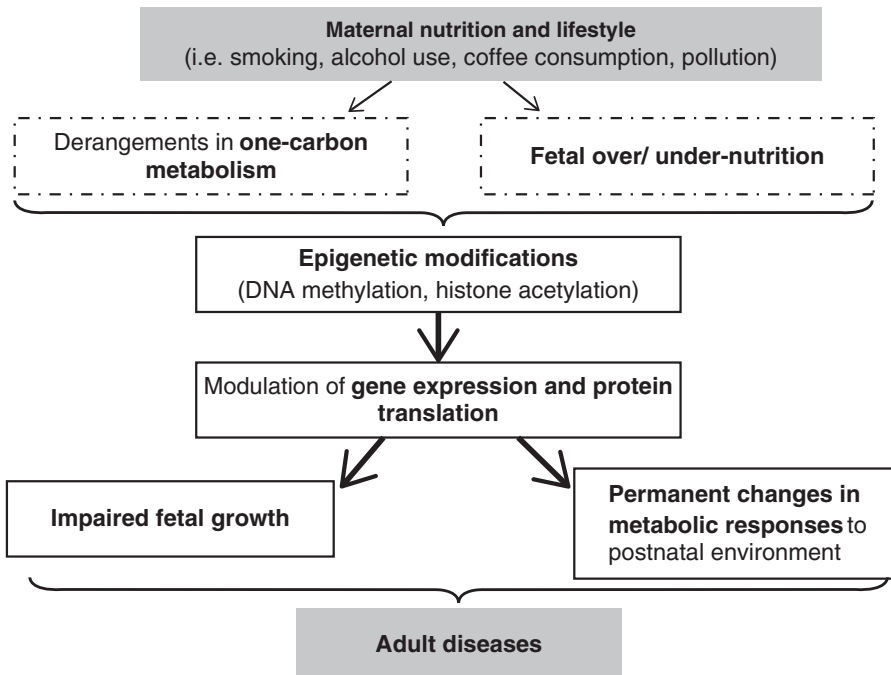 Maternal nutrition and lifestyle
(i.e. smoking, alcohol use, coffee consumption, pollution)
Derangements in one-carbon
metabolism
Fetal over/ under-nutrition
Epigenetic modifications
(DNA methylation, histone acetylation)
Modulation of gene expression and protein
translation
Impaired fetal growth
Permanent changes in
metabolic responses to
postnatal environment
Adult diseases